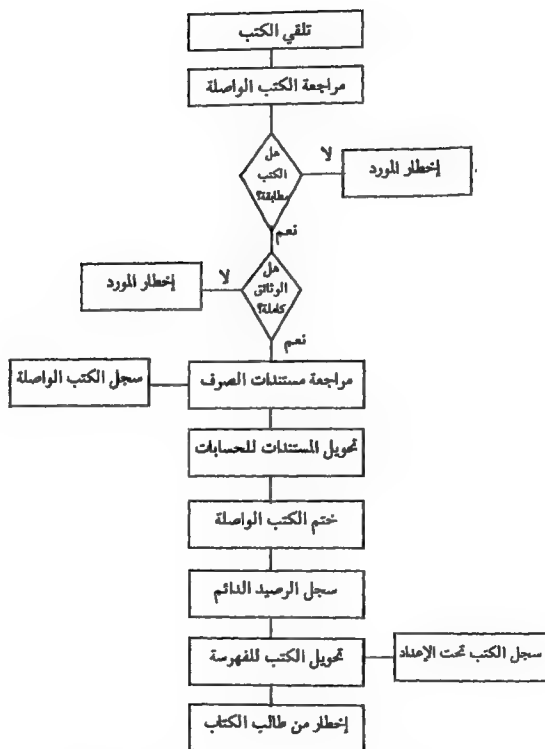 تلقي الكتب
مراجعة الكتب الواصلة
هل
الكتب
مطابقة؟
لا
إخطار المورد
نعم
هل
الوثائق
كاملة؟
لا
إخطار المورد
نعم
مراجعة مستندات الصرف
سجل الكتب الواصلة
تحويل المستندات للحسابات
ختم الكتب الواصلة
سجل الرصيد الدائم
تحويل الكتب للفهرسة
سجل الكتب تحت الإعداد
إخطار من طالب الكتاب